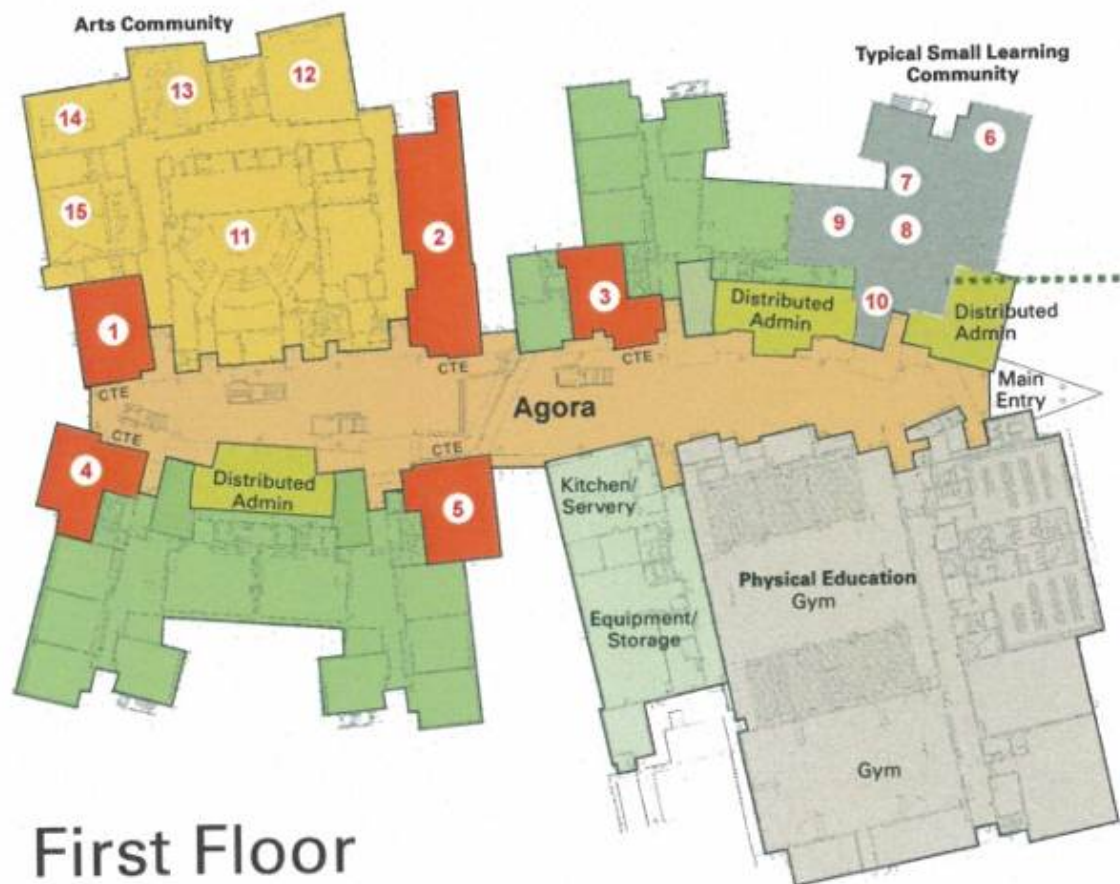 Arts Community
Typical Small Learning
Community
12
13
14
6
7
15
9
8
11
2
10
3
1
Distributed
Admin
Distributed
Admin
CTE
CTE
CTE
Main
Entry
Agora
CTE
CTE
4
Distributed
Admin
5
Kitchen/
Servery
Physical Education
Gym
Equipment/
Storage
Gym
First Floor